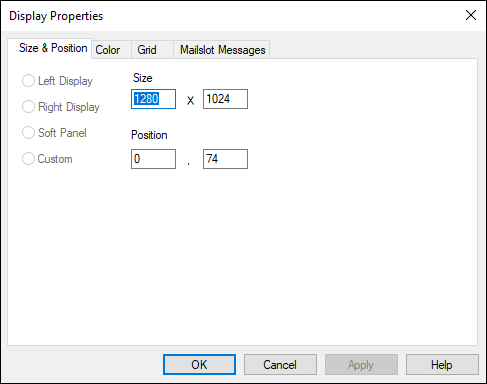 Display Properties
Size & Position Color Grid Mailslot Messages
Left Display
Right Display
Soft Panel
Custom
Size
1280 X 1024
Position
0 . 74
OK Cancel Apply Help